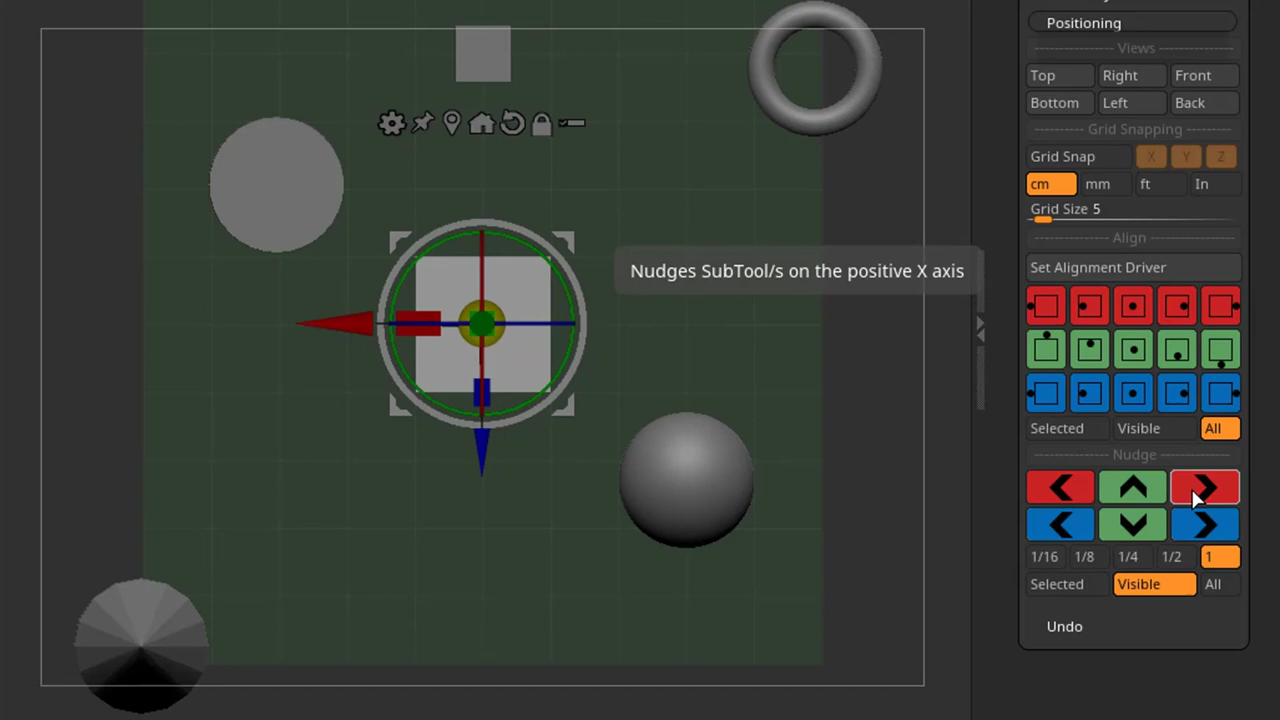 Positioning
Views
Top Right Front
Bottom Left Back
Grid Snapping
Grid Snap X Y Z
cm mm ft In
Grid Size 5
Align
Nudges SubTool/s on the positive X axis
Set Alignment Driver
Selected Visible All
Nudge
1/16 1/8 1/4 1/2 1
Selected Visible All
Undo